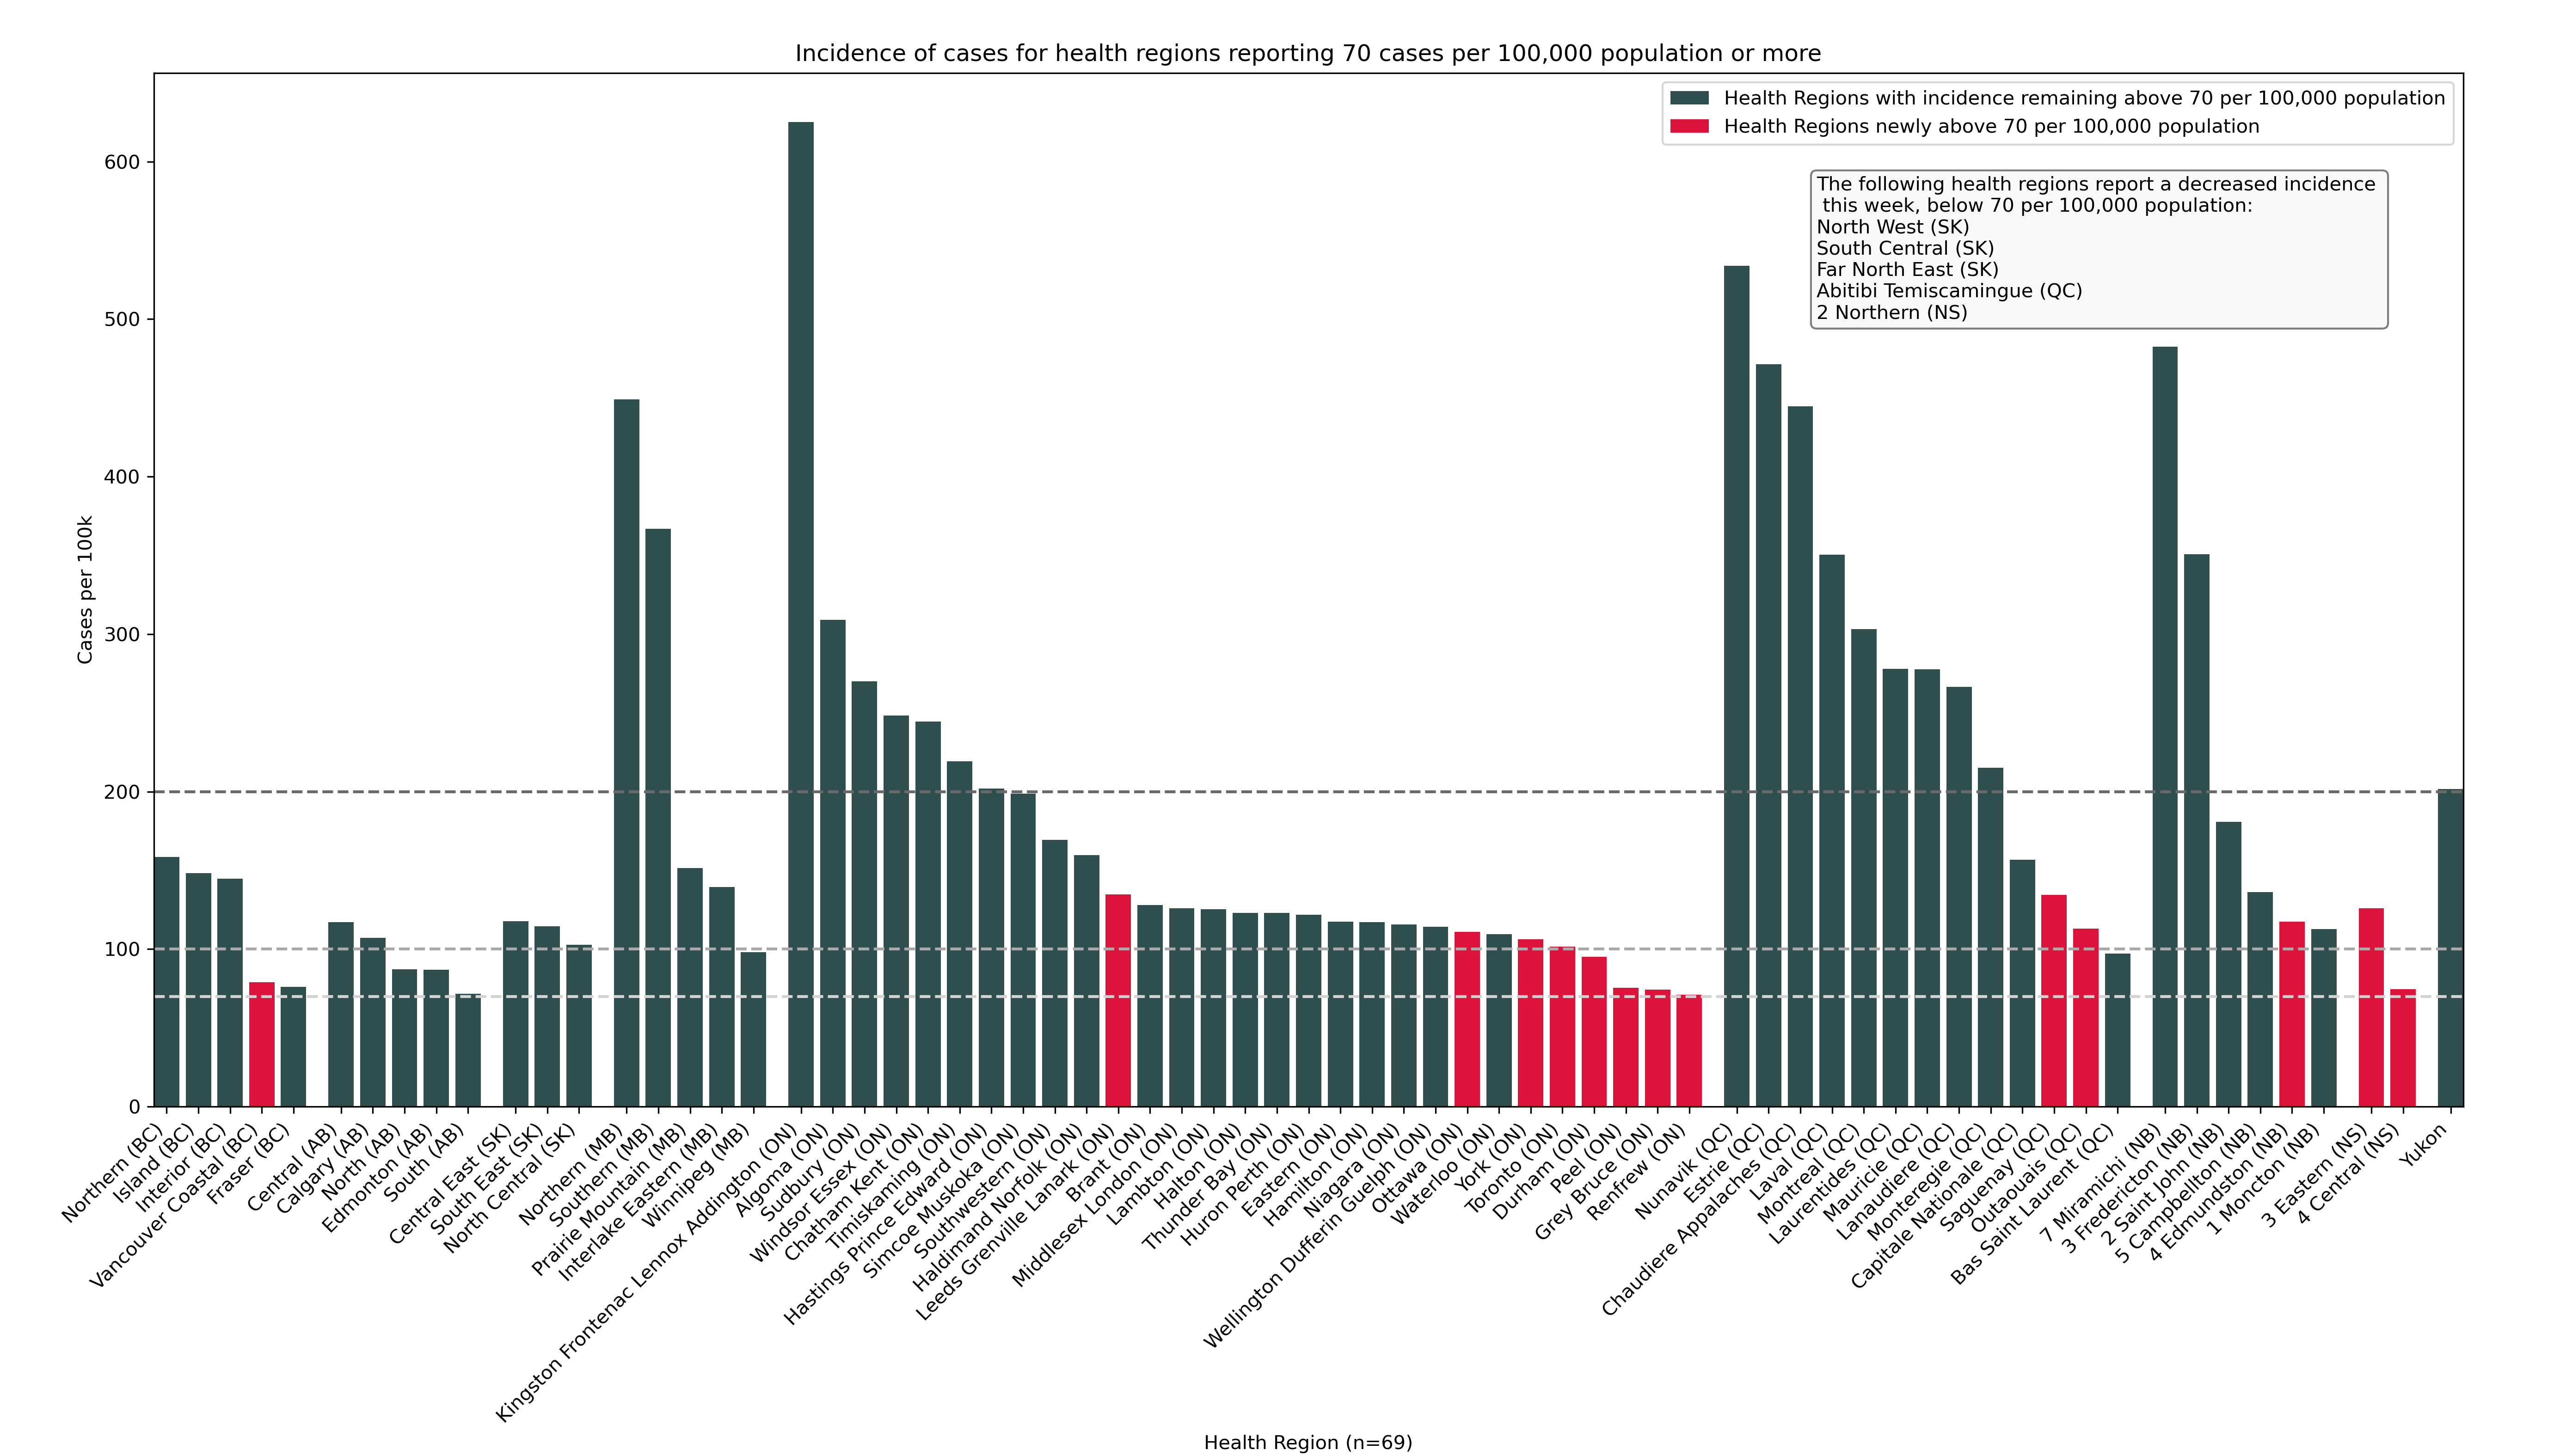 Incidence of cases for health regions reporting 70 cases per 100,000 population or more
Health Regions with incidence remaining above 70 per 100,000 population
Health Regions newly above 70 per 100,000 population
The following health regions report a decreased incidence
this week, below 70 per 100,000 population:
North West (SK)
South Central (SK)
Far North East (SK)
Abitibi Temiscamingue (QC)
2 Northern (NS)
Cases per 100k
600
500
400
300
200
100
0
Northern (BC)
Island (BC)
Interior (BC)
Vancouver Coastal (BC)
Fraser (BC)
Central (AB)
Calgary (AB)
North (AB)
Edmonton (AB)
South (AB)
Central East (SK)
South East (SK)
North Central (SK)
Northern (MB)
Southern (MB)
Prairie Mountain (MB)
Interlake Eastern (MB)
Winnipeg (MB)
Kingston Frontenac Lennox Addington (ON)
Algoma (ON)
Sudbury (ON)
Windsor Essex (ON)
Chatham Kent (ON)
Timiskaming (ON)
Hastings Prince Edward (ON)
Simcoe Muskoka (ON)
Southwestern (ON)
Haldimand Norfolk (ON)
Leeds Grenville Lanark (ON)
Brant (ON)
Middlesex London (ON)
Lambton (ON)
Halton (ON)
Thunder Bay (ON)
Huron Perth (ON)
Eastern (ON)
Hamilton (ON)
Niagara (ON)
Wellington Dufferin Guelph (ON)
Ottawa (ON)
Waterloo (ON)
York (ON)
Toronto (ON)
Durham (ON)
Peel (ON)
Grey Bruce (ON)
Renfrew (ON)
Nunavik (QC)
Estrie (QC)
Chaudiere Appalaches (QC)
Laval (QC)
Montreal (QC)
Laurentides (QC)
Mauricie (QC)
Lanaudiere (QC)
Monteregie (QC)
Capitale Nationale (QC)
Saguenay (QC)
Outaouais (QC)
Bas Saint Laurent (QC)
7 Miramichi (NB)
3 Fredericton (NB)
2 Saint John (NB)
5 Campbellton (NB)
4 Edmundston (NB)
1 Moncton (NB)
3 Eastern (NS)
4 Central (NS)
Yukon
Health Region (n=69)